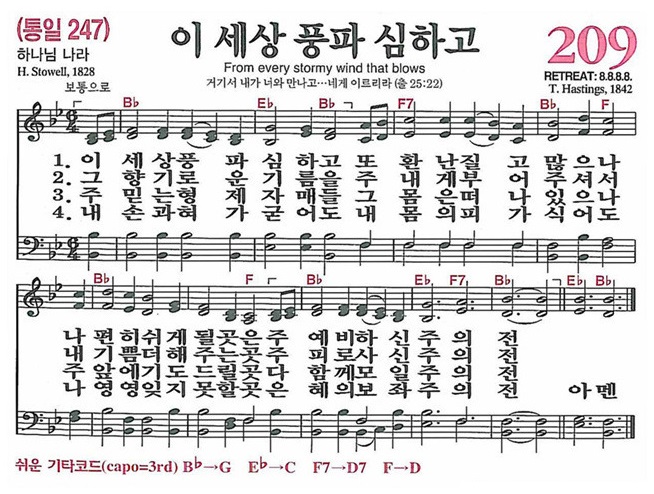 (통일 247)
이 세상 풍파 심하고
209
하나님 나라
From every stormy wind that blows
RETREAT: 8.8.8.8.
H. Stowell, 1828
거기서 내가 너와 만나고…네게 이르리라 (출 25:22)
T. Hastings, 1842
보통으로
B♭ E♭ B♭ F7 B♭ F
6/4
1. 이 세상풍 파 심 하고 또 환 난질 고 많으나
2. 그 향기로 운 기 름을 주 내 게부 어 주셔서
3. 주 믿는형 제 자 매들 그 몸 은떠 나 있으나
4. 내 손과혀 가 굳 어도 내 몸 의피 가 식어도
6/4
B♭ F B♭ E♭ F7 B♭ E♭ B♭
나 편히쉬 게 될곳은주 예 비하 신주 의 전
내 기쁨더 해 주는곳주 피 로사 신주 의 전
주 앞에기 도 드릴곳다 함 께모 일주 의 전
나 영영잊 지 못할곳은 혜 의보 좌주 의 전 아멘
쉬운 기타코드(capo=3rd) B♭→G E♭→C F7→D7 F→D